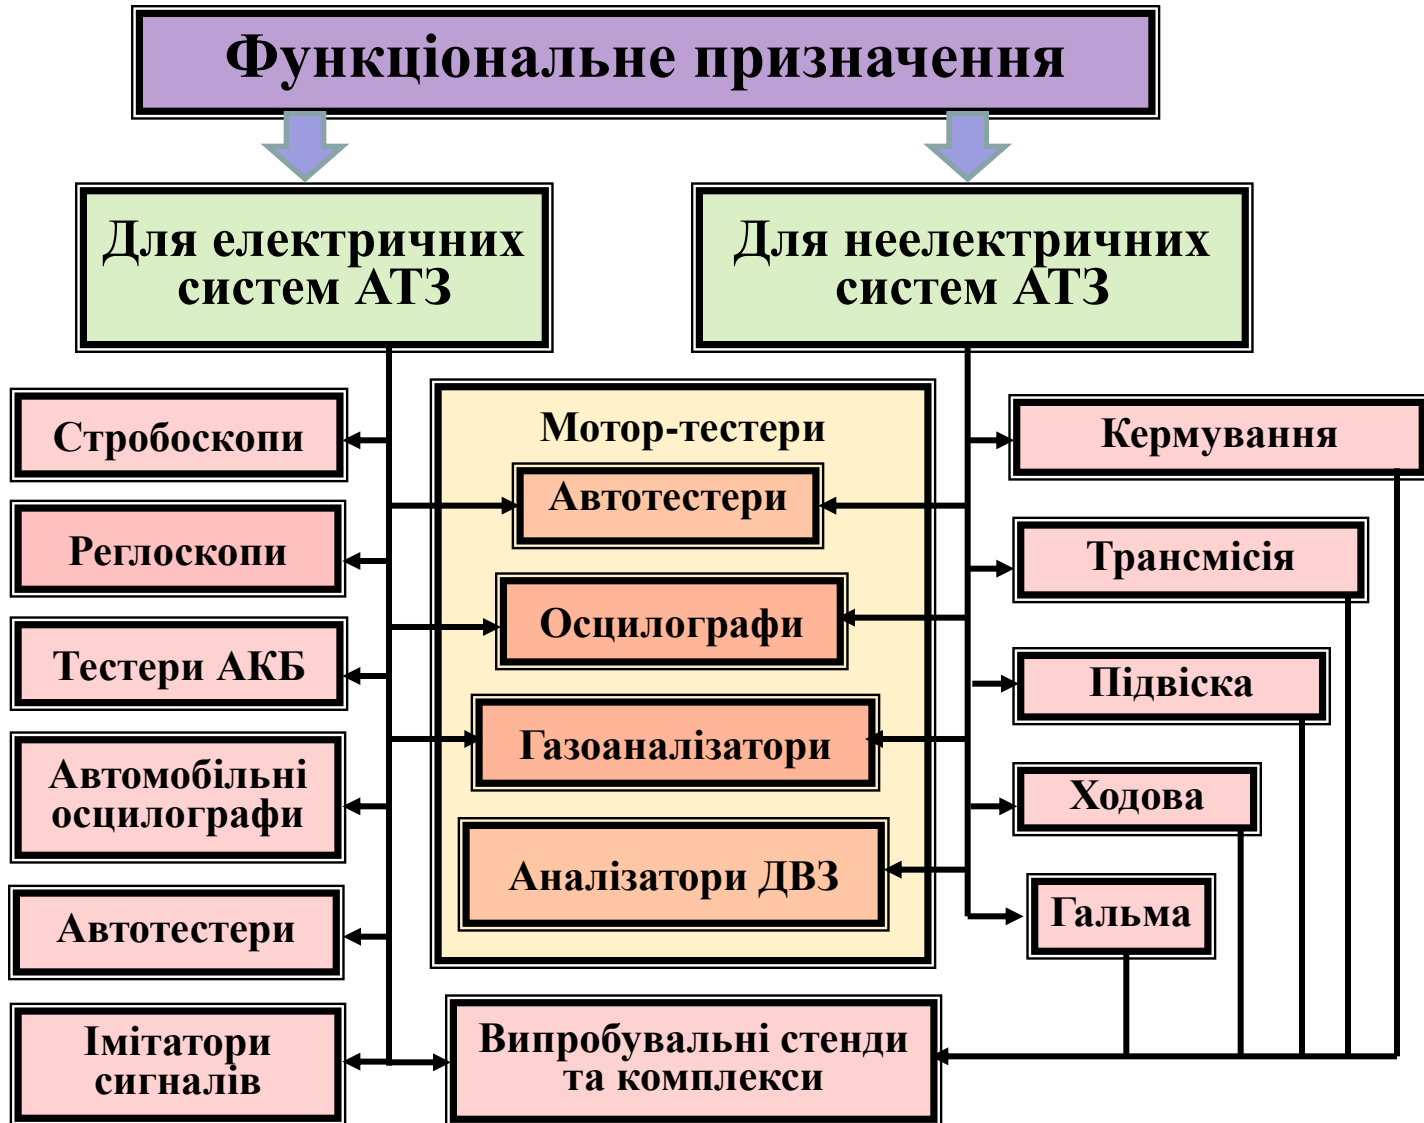 Функціональне призначення
Для електричних
систем АТЗ
Для неелектричних
систем АТЗ
Стробоскопи
Реглоскопи
Тестери АКБ
Автомобільні
осцилографи
Автотестери
Імітатори
сигналів
Мотор-тестери
Автотестери
Осцилографи
Газоаналізатори
Аналізатори ДВЗ
Випробувальні стенди
та комплекси
Кермування
Трансмісія
Підвіска
Ходова
Гальма